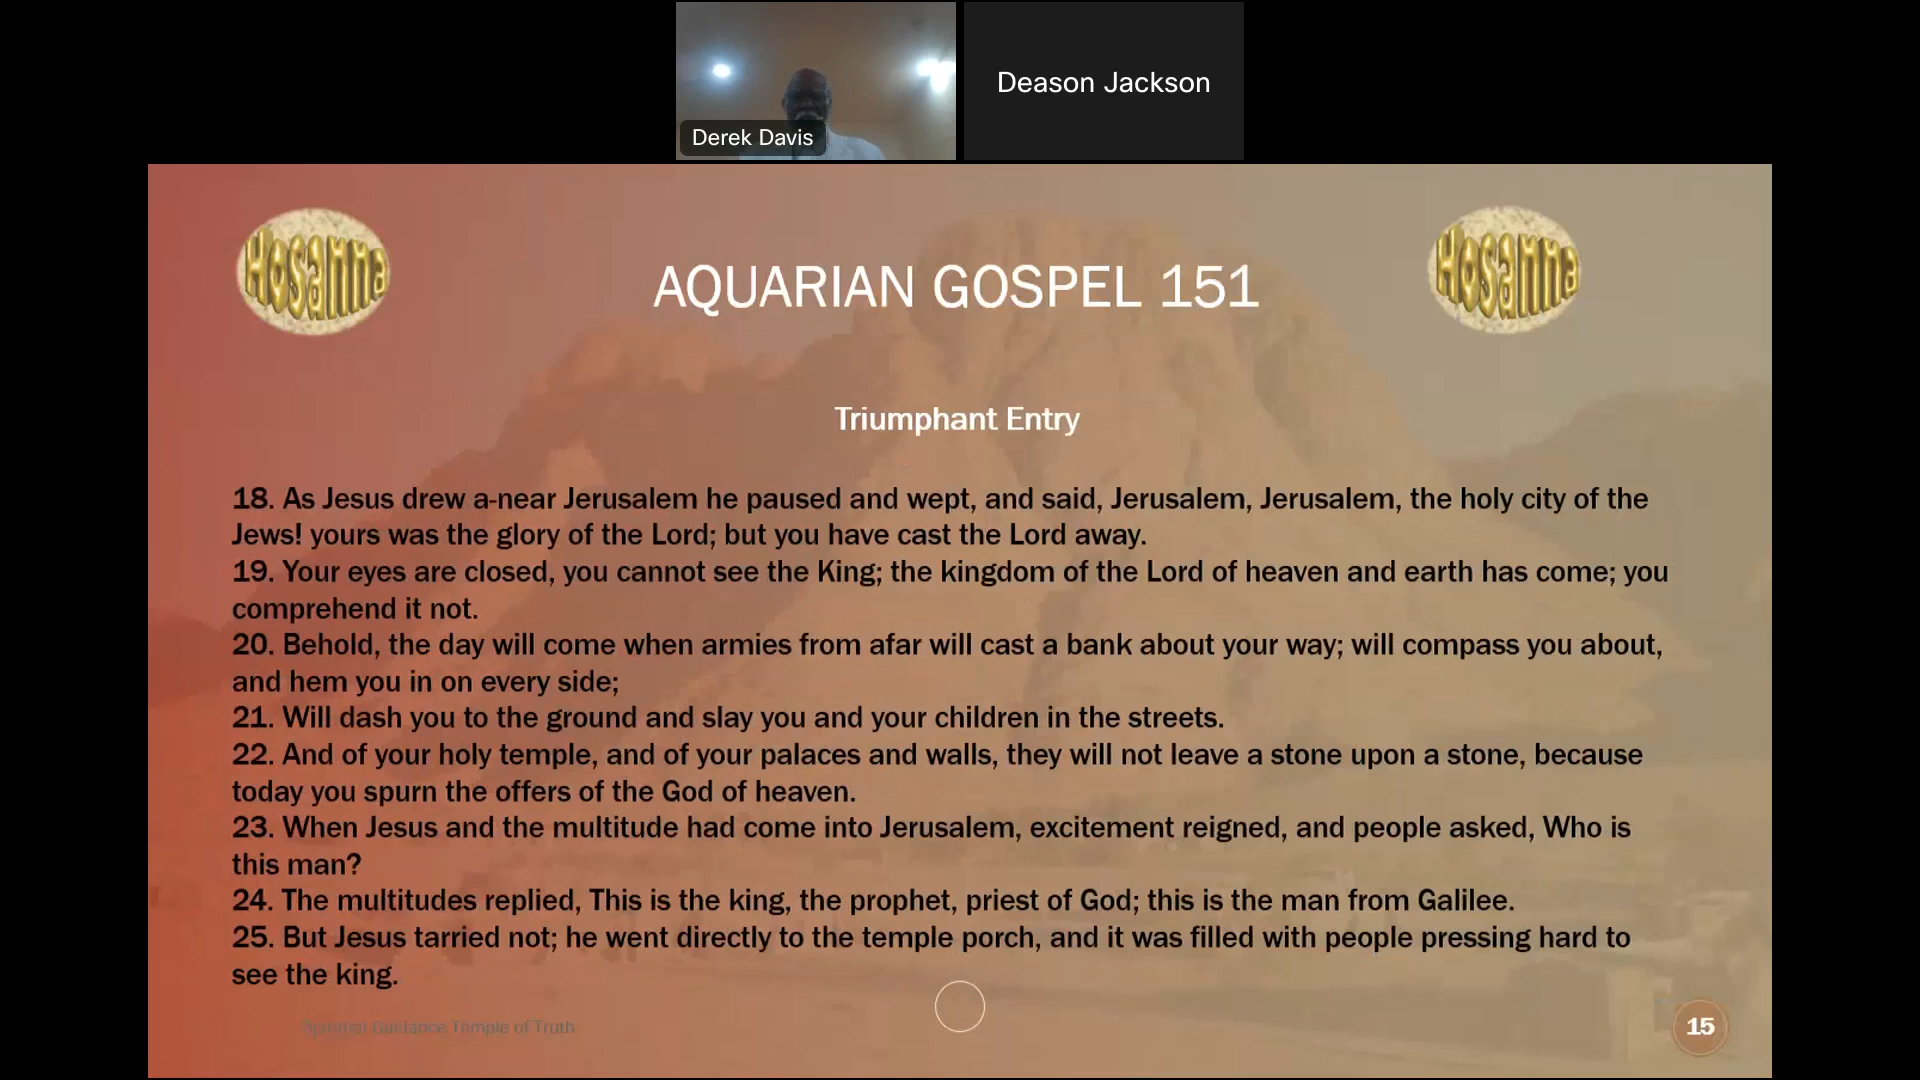 Derek Davis
Deason Jackson
Hosanna
Hosanna
AQUARIAN GOSPEL 151
Triumphant Entry
18. As Jesus drew a-near Jerusalem he paused and wept, and said, Jerusalem, Jerusalem, the holy city of the
Jews! yours was the glory of the Lord; but you have cast the Lord away.
19. Your eyes are closed, you cannot see the King; the kingdom of the Lord of heaven and earth has come; you
comprehend it not.
20. Behold, the day will come when armies from afar will cast a bank about your way; will compass you about,
and hem you in on every side;
21. Will dash you to the ground and slay you and your children in the streets.
22. And of your holy temple, and of your palaces and walls, they will not leave a stone upon a stone, because
today you spurn the offers of the God of heaven.
23. When Jesus and the multitude had come into Jerusalem, excitement reigned, and people asked, Who is
this man?
24. The multitudes replied, This is the king, the prophet, priest of God; this is the man from Galilee.
25. But Jesus tarried not; he went directly to the temple porch, and it was filled with people pressing hard to
see the king.
Spiritual Guidance Temple of Truth
15